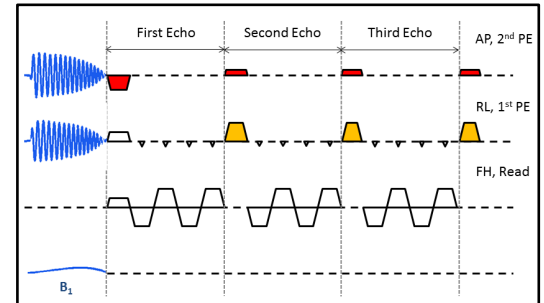 First Echo Second Echo Third Echo
AP, 2nd PE
RL, 1st PE
FH, Read
B1